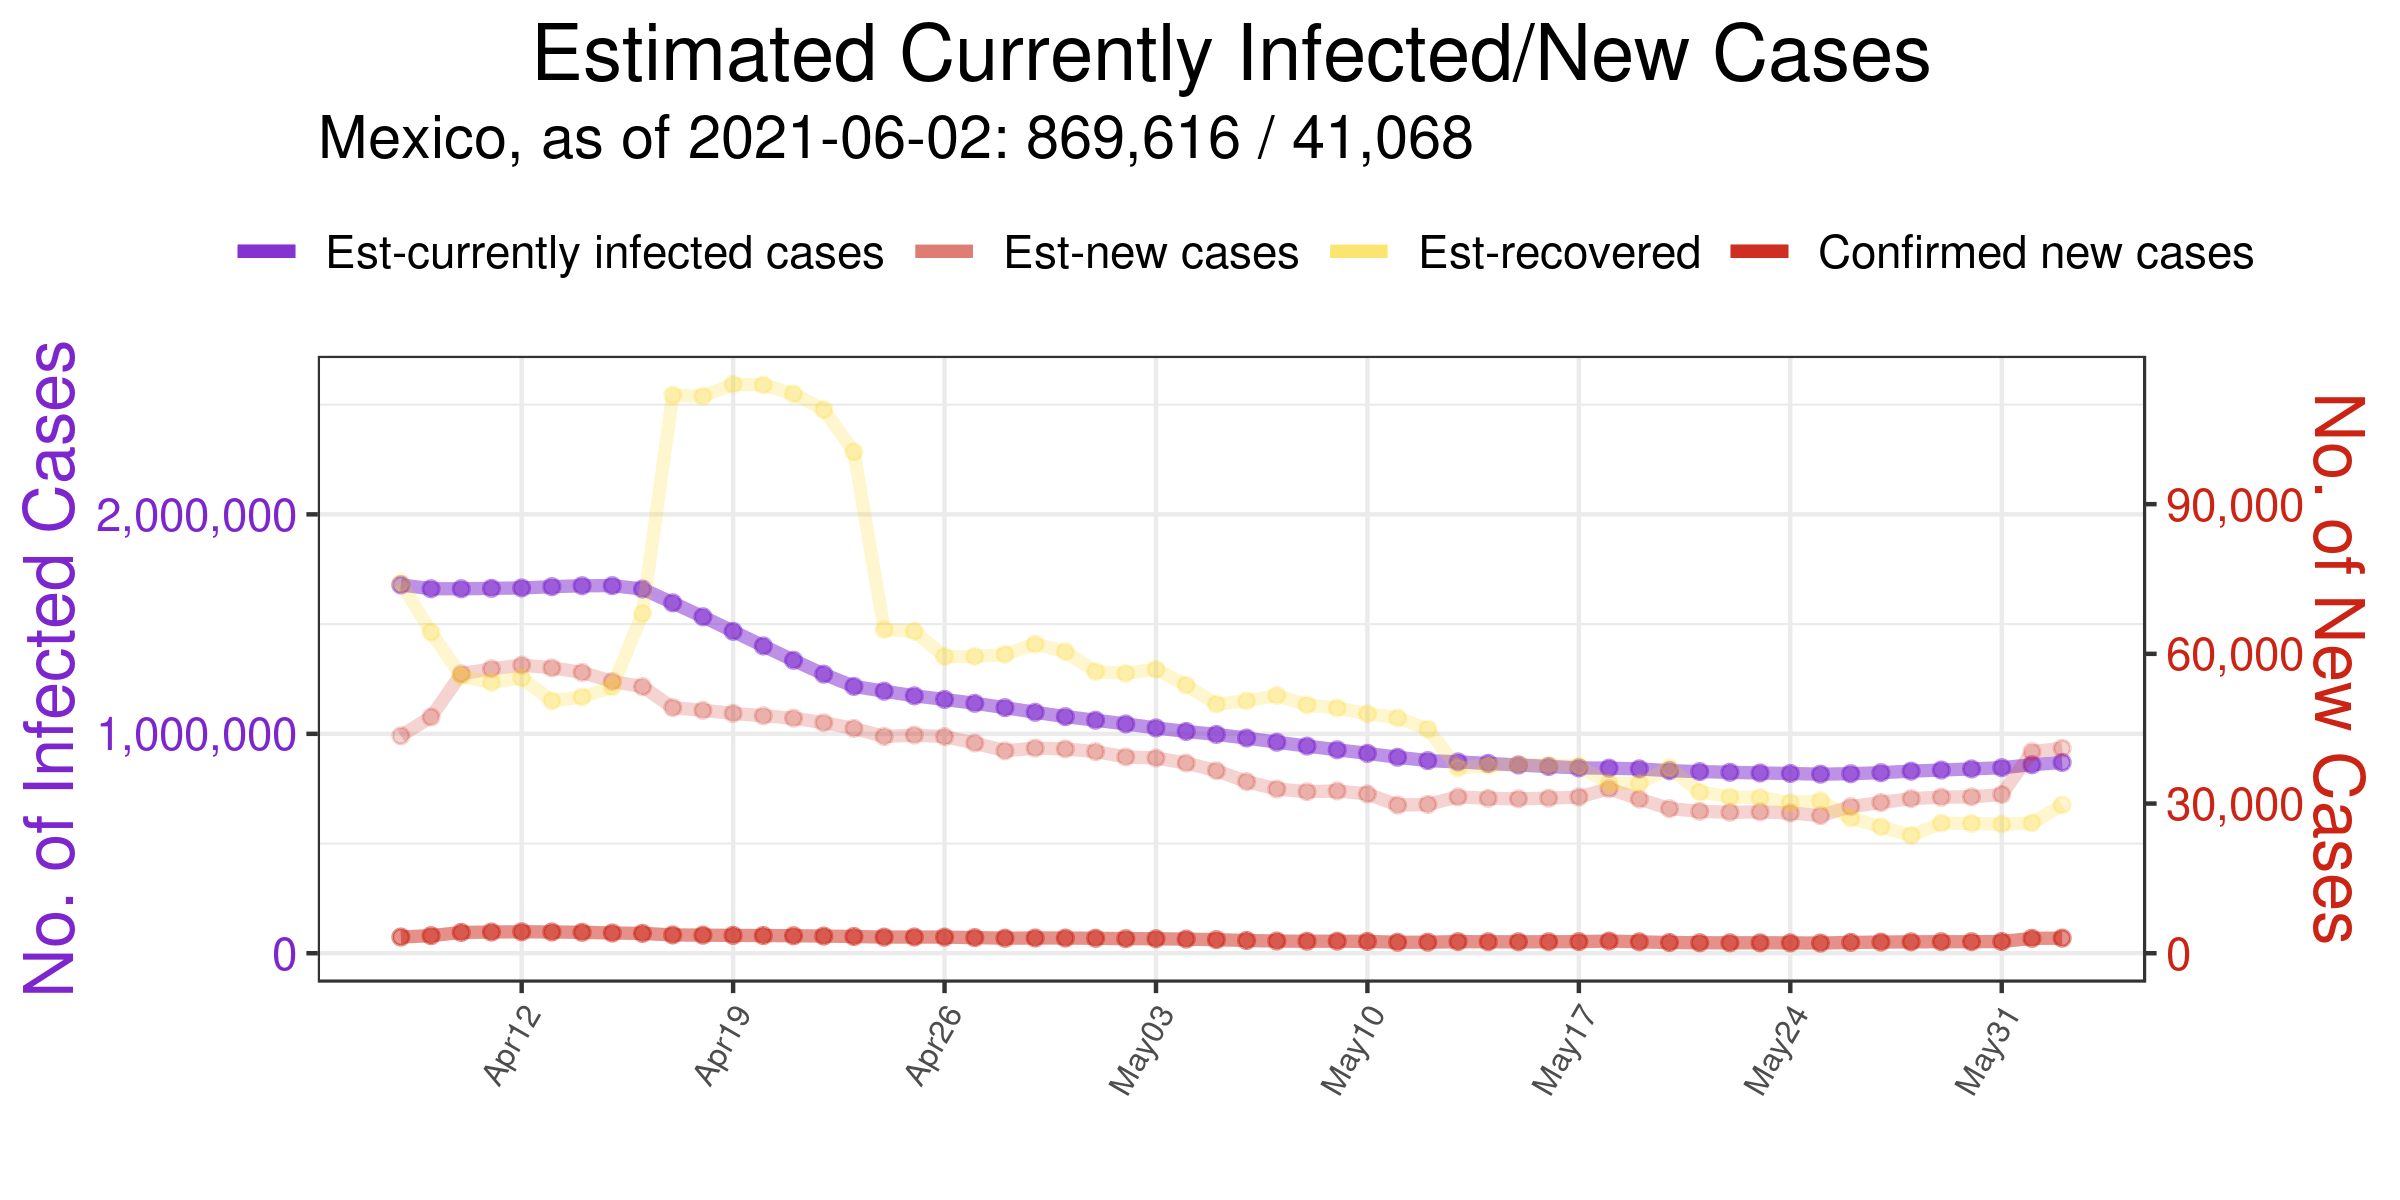 Estimated Currently Infected/New Cases
Mexico, as of 2021-06-02: 869,616 / 41,068
Est-currently infected cases Est-new cases Est-recovered Confirmed new cases
No. of Infected Cases
2,000,000
1,000,000
0
No. of New Cases
90,000
60,000
30,000
0
Apr12 Apr19 Apr26 May03 May10 May17 May24 May31